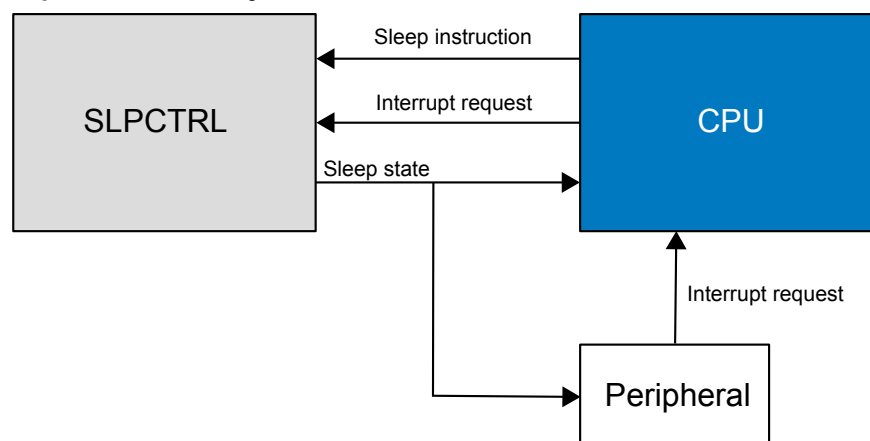 Sleep instruction
SLPCTRL
Interrupt request
CPU
Sleep state
Interrupt request
Peripheral